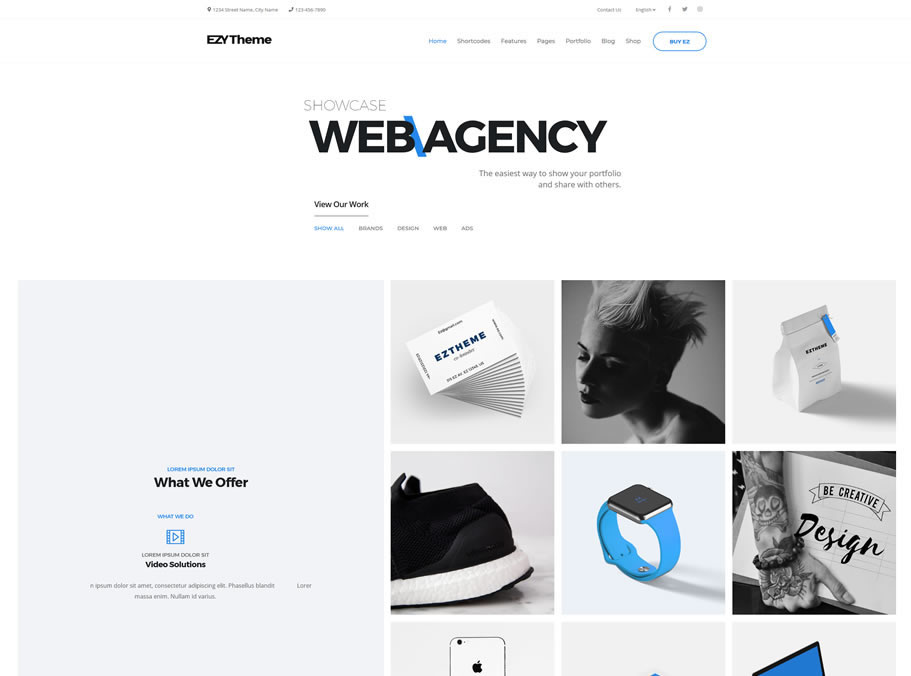 1234 Street Name, City Name 123-456-7890 Contact Us English
EZY Theme Home Shortcodes Features Pages Portfolio Blog Shop BUY EZ
SHOWCASE
WEB\AGENCY
The easiest way to show your portfolio
and share with others.
View Our Work
SHOW ALL BRANDS DESIGN WEB ADS
EZTHEME
co-founder
EZTHEME
LOREM IPSUM DOLOR SIT
What We Offer
WHAT WE DO
LOREM IPSUM DOLOR SIT
Video Solutions
n ipsum dolor sit amet, consectetur adipiscing elit. Phasellus blandit Lorer
massa enim. Nullam id varius.
BE CREATIVE
Design